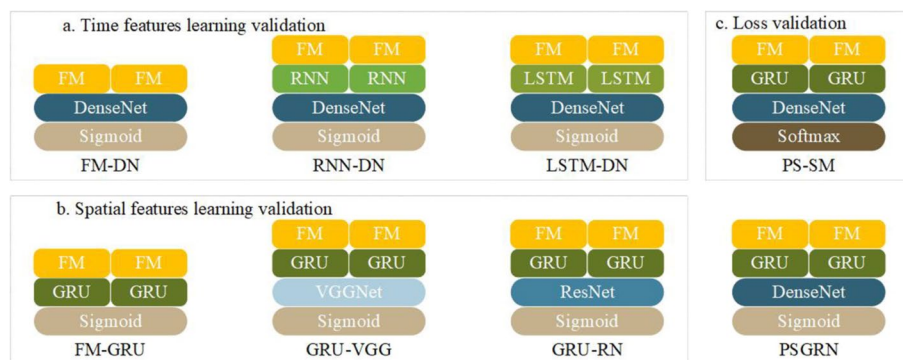 a. Time features learning validation
FM FM
DenseNet
Sigmoid
FM-DN
FM FM
RNN RNN
DenseNet
Sigmoid
RNN-DN
FM FM
LSTM LSTM
DenseNet
Sigmoid
LSTM-DN
c. Loss validation
FM FM
GRU GRU
DenseNet
Softmax
PS-SM
b. Spatial features learning validation
FM FM
GRU GRU
Sigmoid
FM-GRU
FM FM
GRU GRU
VGGNet
Sigmoid
GRU-VGG
FM FM
GRU GRU
ResNet
Sigmoid
GRU-RN
FM FM
GRU GRU
DenseNet
Sigmoid
PSGRN